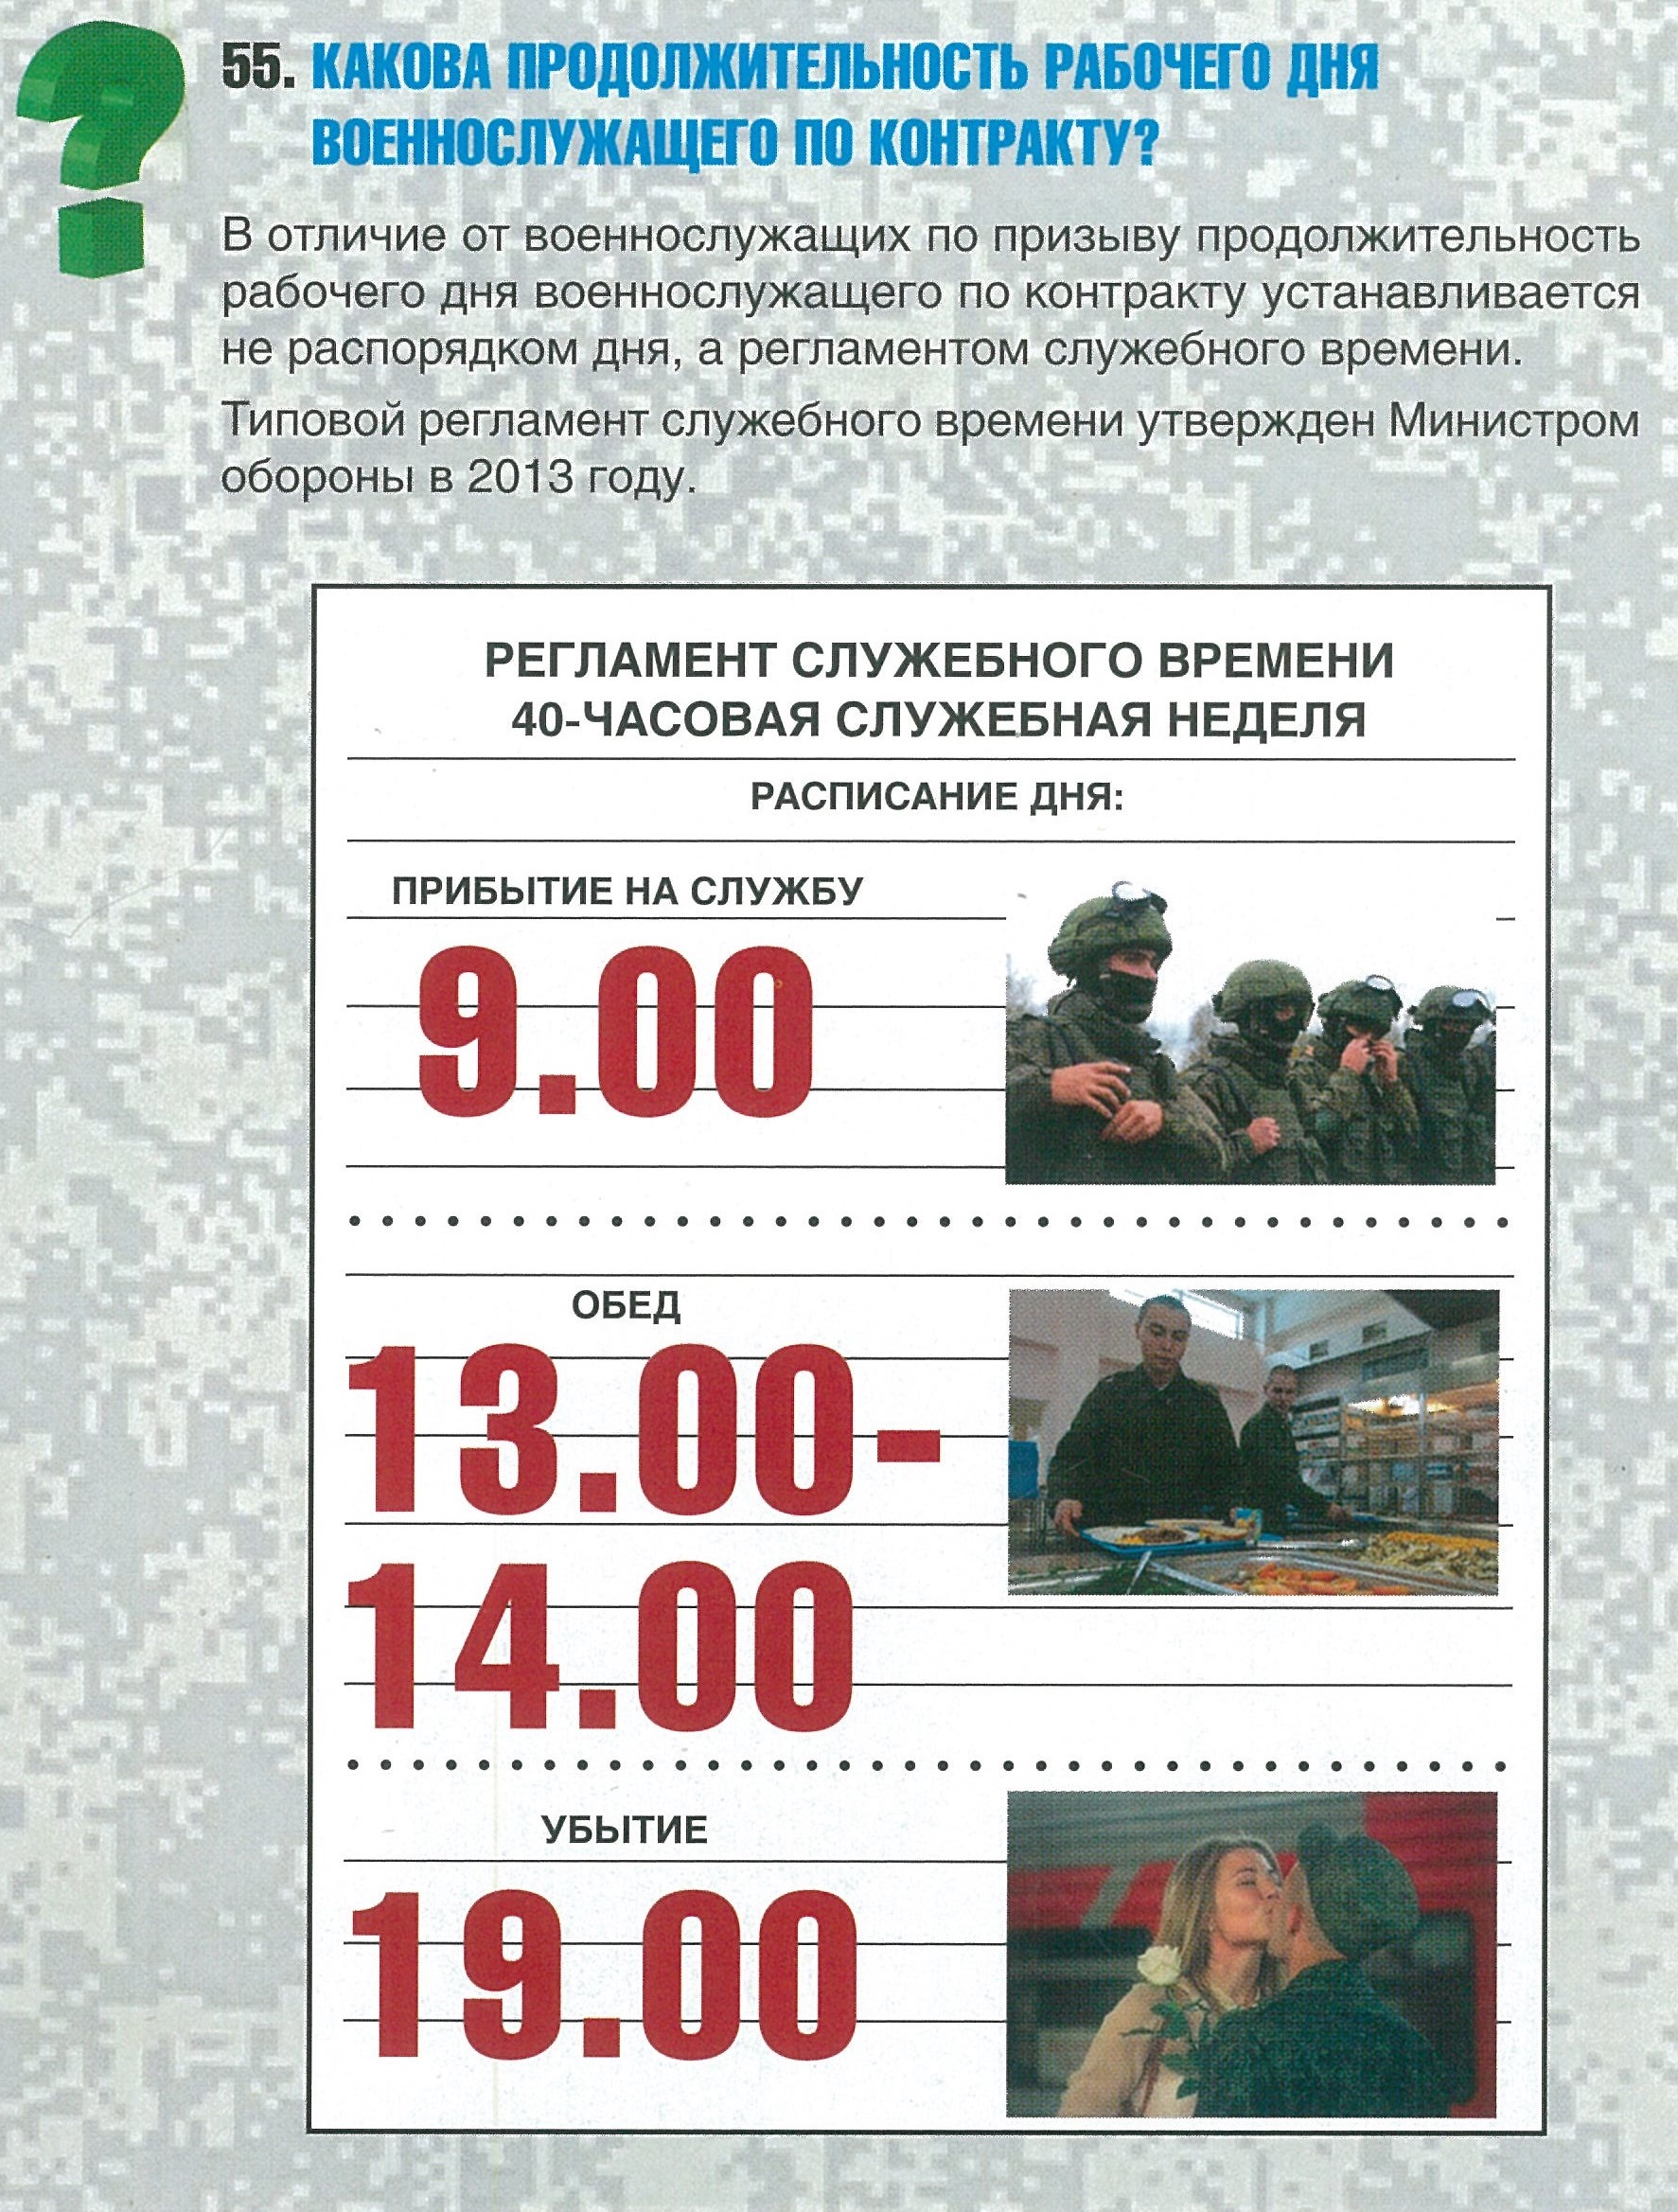 55. КАКОВА ПРОДОЛЖИТЕЛЬНОСТЬ РАБОЧЕГО ДНЯ
ВОЕННОСЛУЖАЩЕГО ПО КОНТРАКТУ?
В отличие от военнослужащих по призыву продолжительность
рабочего дня военнослужащего по контракту устанавливается
не распорядком дня, а регламентом служебного времени.
Типовой регламент служебного времени утвержден Министром
обороны в 2013 году.
РЕГЛАМЕНТ СЛУЖЕБНОГО ВРЕМЕНИ
40-ЧАСОВАЯ СЛУЖЕБНАЯ НЕДЕЛЯ
РАСПИСАНИЕ ДНЯ:
ПРИБЫТИЕ НА СЛУЖБУ
9.00
ОБЕД
13.00-
14.00
УБЫТИЕ
19.00